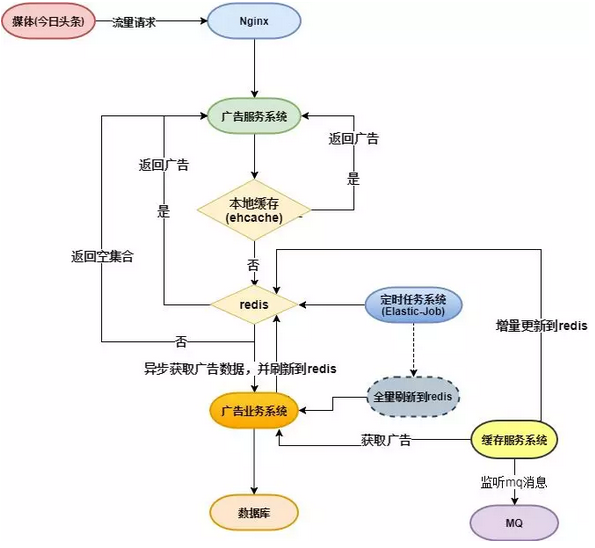 媒体(今日头条)
流量请求
Nginx
广告服务系统
返回广告
返回广告
是
本地缓存
(ehcache)
是
返回空集合
否
redis
定时任务系统
(Elastic-Job)
增量更新到redis
否
异步获取广告数据，并刷新到redis
全量刷新到redis
广告业务系统
获取广告
缓存服务系统
监听mq消息
数据库
MQ